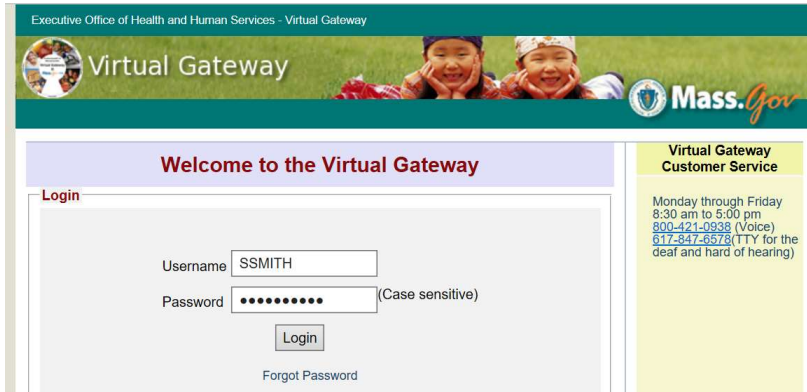 Executive Office of Health and Human Services - Virtual Gateway
Virtual Gateway
Mass.Gov
Welcome to the Virtual Gateway
Login
Username SSMITH
Password ●●●●●●●●●● (Case sensitive)
Login
Forgot Password
Virtual Gateway
Customer Service
Monday through Friday
8:30 am to 5:00 pm
800-421-0938 (Voice)
617-847-6578(TTY for the
deaf and hard of hearing)